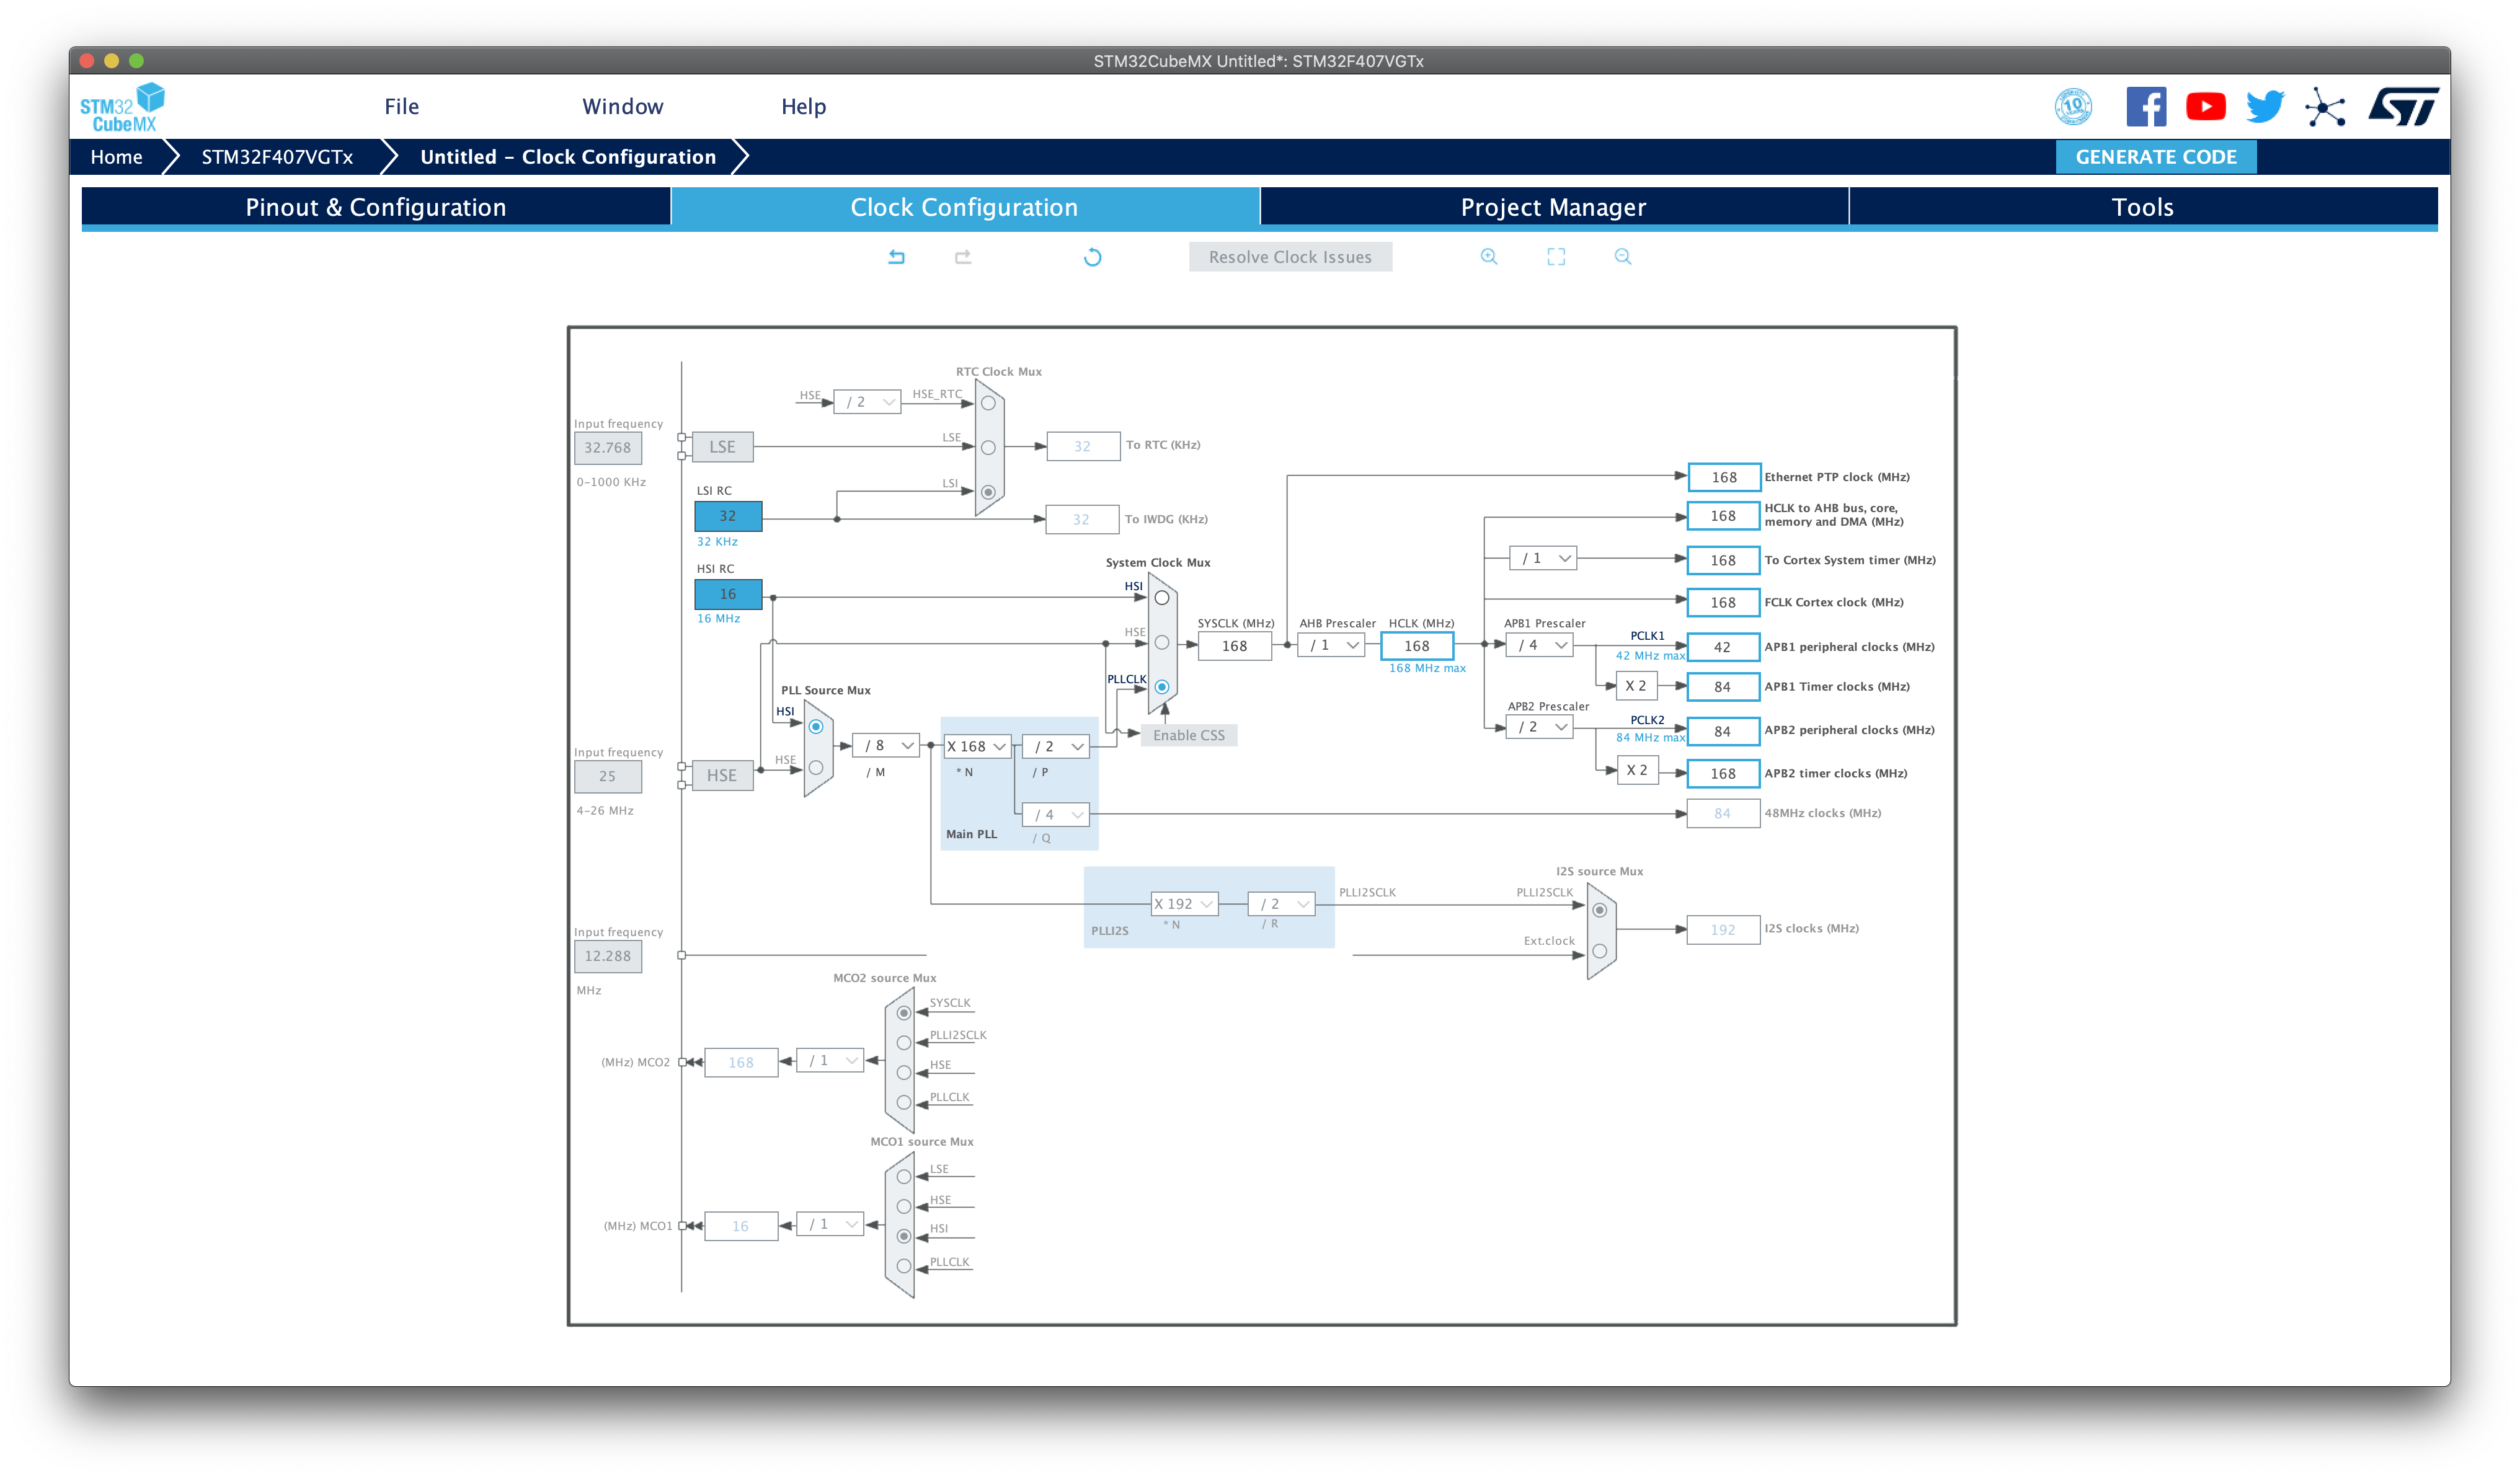 STM32CubeMX Untitled*: STM32F407VGTx
STM32
CubeMX
File
Window
Help
10
ST
Home
STM32F407VGTx
Untitled – Clock Configuration
GENERATE CODE
Pinout & Configuration
Clock Configuration
Project Manager
Tools
Resolve Clock Issues
RTC Clock Mux
HSE
/ 2
HSE_RTC
Input frequency
32.768
0-1000 KHz
LSE
LSE
32
To RTC (KHz)
LSI RC
32
32 KHz
LSI
32
To IWDG (KHz)
HSI RC
16
16 MHz
System Clock Mux
HSI
HSE
PLLCLK
Enable CSS
SYSCLK (MHz)
168
AHB Prescaler
/ 1
HCLK (MHz)
168
168 MHz max
168
Ethernet PTP clock (MHz)
168
HCLK to AHB bus, core,
memory and DMA (MHz)
/ 1
168
To Cortex System timer (MHz)
168
FCLK Cortex clock (MHz)
APB1 Prescaler
/ 4
PCLK1
42 MHz max
42
APB1 peripheral clocks (MHz)
X 2
84
APB1 Timer clocks (MHz)
APB2 Prescaler
/ 2
PCLK2
84 MHz max
84
APB2 peripheral clocks (MHz)
X 2
168
APB2 timer clocks (MHz)
84
48MHz clocks (MHz)
PLL Source Mux
HSI
HSE
Input frequency
25
4-26 MHz
HSE
/ 8
/ M
X 168
* N
/ 2
/ P
/ 4
/ Q
Main PLL
PLLI2S
X 192
* N
/ 2
/ R
PLLI2SCLK
I2S source Mux
PLLI2SCLK
Ext.clock
192
I2S clocks (MHz)
Input frequency
12.288
MHz
MCO2 source Mux
SYSCLK
PLLI2SCLK
HSE
PLLCLK
(MHz) MCO2
168
/ 1
MCO1 source Mux
LSE
HSE
HSI
PLLCLK
(MHz) MCO1
16
/ 1